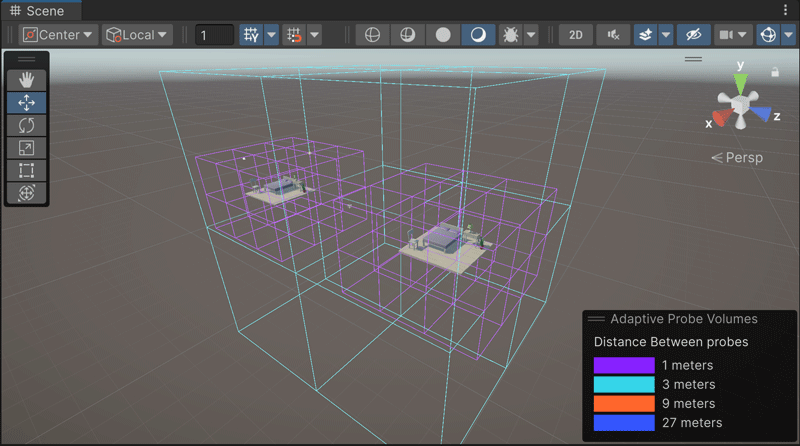 Scene
Center
Local
1
2D
y
x
z
Persp
Adaptive Probe Volumes
Distance Between probes
1 meters
3 meters
9 meters
27 meters